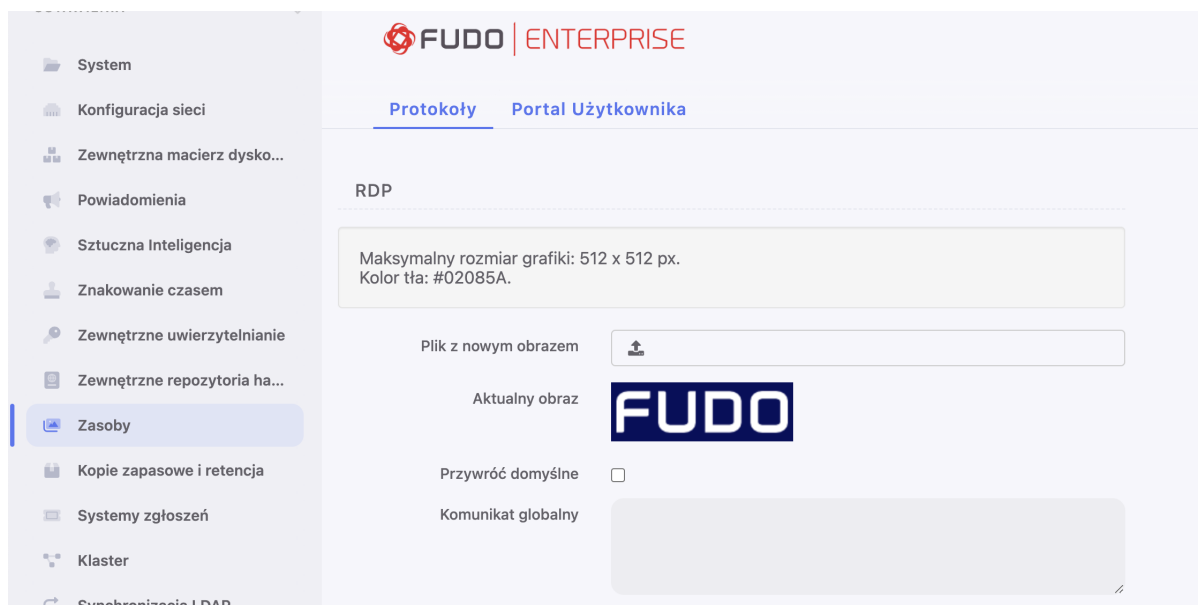 FUDO ENTERPRISE
System
Konfiguracja sieci
Zewnętrzna macierz dysko...
Powiadomienia
Sztuczna Inteligencja
Znakowanie czasem
Zewnętrzne uwierzytelnianie
Zewnętrzne repozytoria ha...
Zasoby
Kopie zapasowe i retencja
Systemy zgłoszeń
Klaster
Synchronizacja LDAP
Protokoły
Portal Użytkownika
RDP
Maksymalny rozmiar grafiki: 512 x 512 px.
Kolor tła: #02085A.
Plik z nowym obrazem
Aktualny obraz
FUDO
Przywróć domyślne
Komunikat globalny